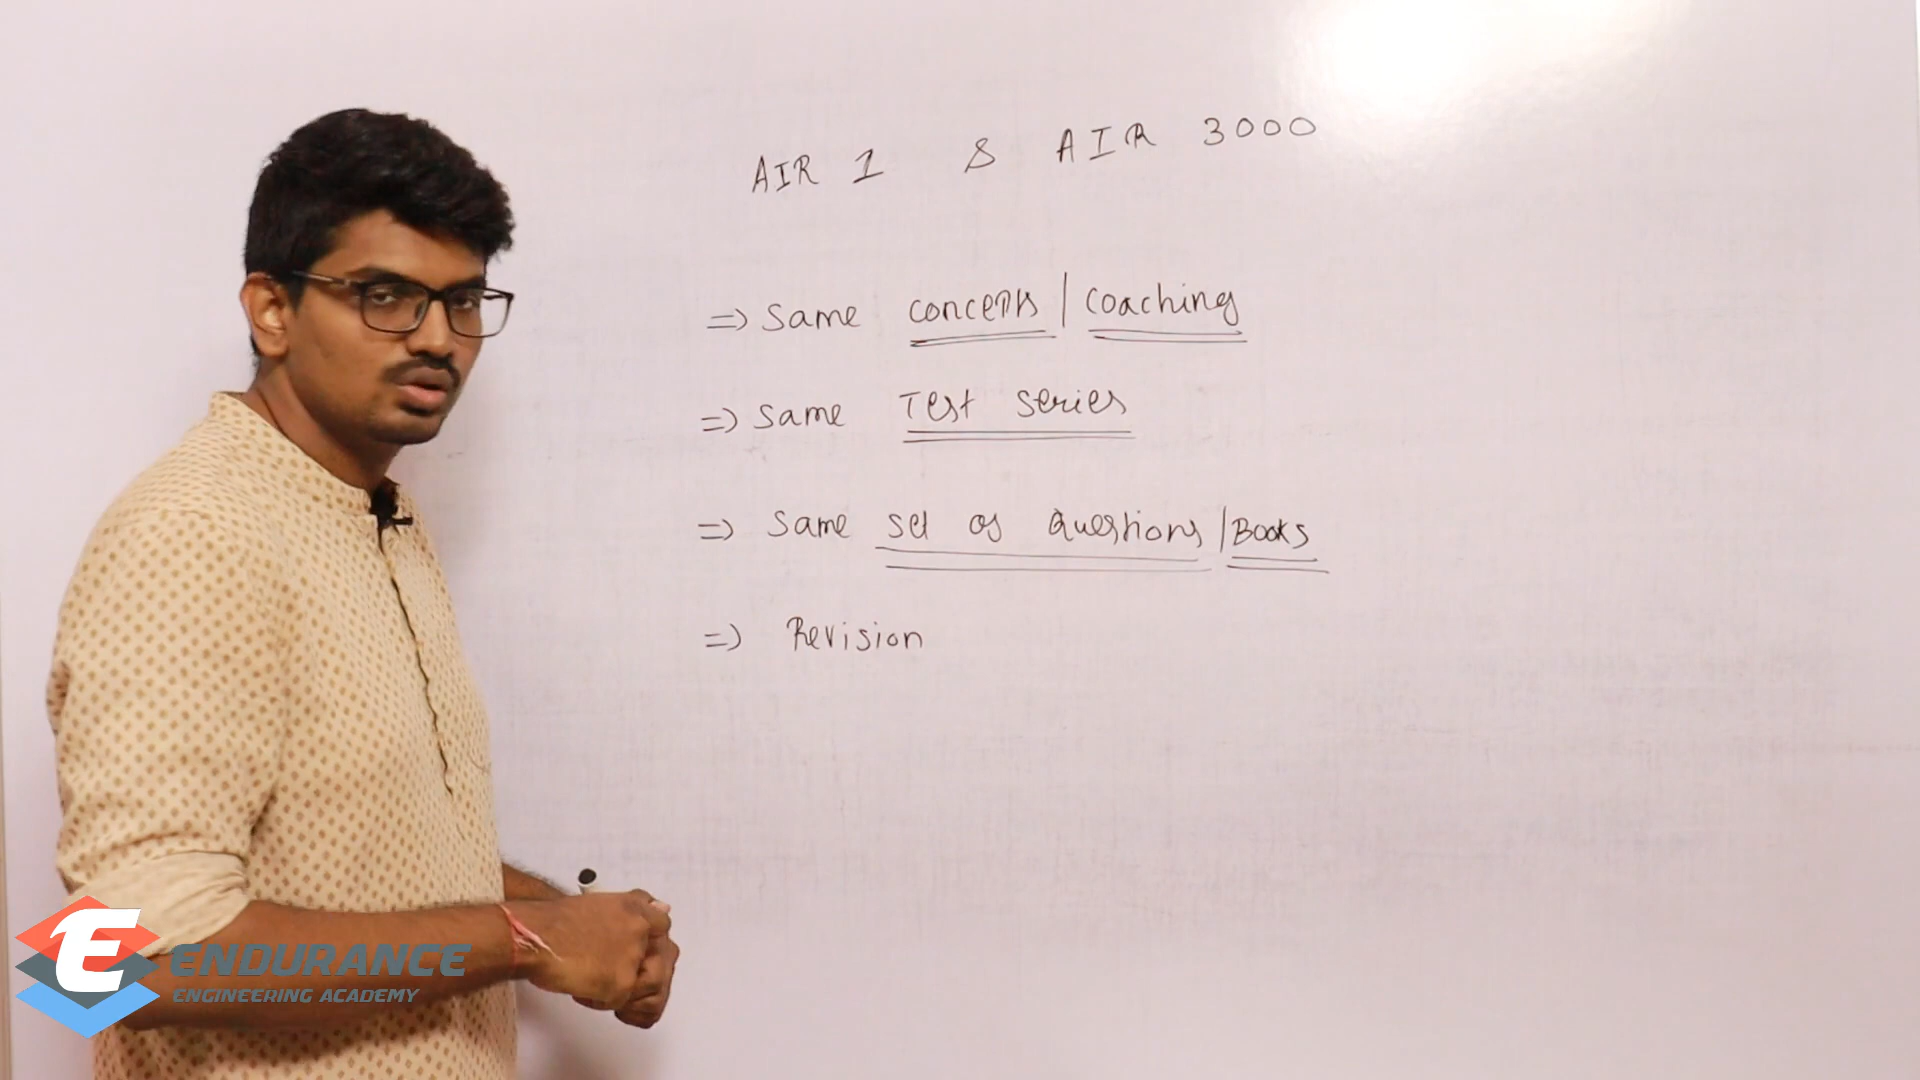 AIR 1 & AIR 3000
=> Same concepts | coaching
=> Same Test series
=> Same set of questions | Books
=> Revision
E ENDURANCE
ENGINEERING ACADEMY